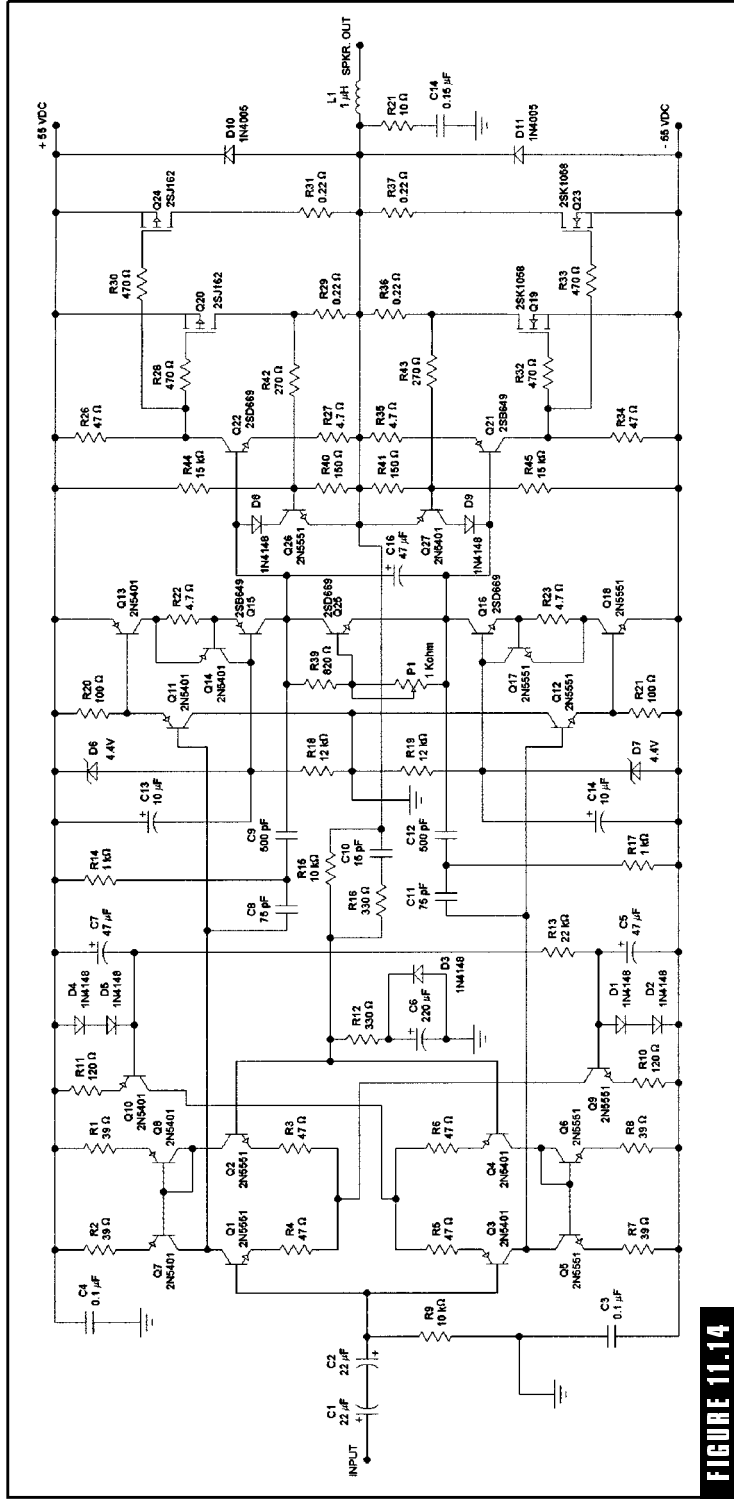 INPUT
C1
22 µF
C2
22 µF
R9
10 kΩ
C4
0.1 µF
C3
0.1 µF
R2
39 Ω
R1
39 Ω
Q7
2N5401
Q8
2N5401
Q1
2N5551
Q2
2N5551
R4
47 Ω
R3
47 Ω
R5
47 Ω
R6
47 Ω
Q3
2N5401
Q4
2N5401
Q5
2N5551
Q6
2N5551
R7
39 Ω
R8
39 Ω
R11
120 Ω
Q10
2N5401
D4
1N4148
D5
1N4148
C7
47 µF
R12
330 Ω
C6
220 µF
D3
1N4148
Q9
2N5551
R10
120 Ω
D1
1N4148
D2
1N4148
R13
22 kΩ
C5
47 µF
R14
1 kΩ
C8
75 pF
C9
500 pF
R15
10 kΩ
R16
330 Ω
C10
15 pF
C11
75 pF
C12
500 pF
R17
1 kΩ
C13
10 µF
D6
4.4V
R18
12 kΩ
R19
12 kΩ
C14
10 µF
D7
4.4V
R20
100 Ω
Q11
2N5401
Q12
2N5551
R21
100 Ω
Q13
2N5401
R22
4.7 Ω
Q14
2N5401
2SB649
Q15
R39
820 Ω
2SD669
Q25
P1
1 Kohm
Q16
2SD669
Q17
2N5551
R23
4.7 Ω
Q18
2N5551
C16
47 µF
D8
1N4148
Q26
2N5551
Q27
2N5401
D9
1N4148
R44
15 kΩ
R40
150 Ω
R41
150 Ω
R45
15 kΩ
R26
47 Ω
Q22
2SD669
R27
4.7 Ω
R35
4.7 Ω
Q21
2SB649
R34
47 Ω
R28
470 Ω
R30
470 Ω
Q20
2SJ162
Q24
2SJ162
R42
270 Ω
R29
0.22 Ω
R31
0.22 Ω
R43
270 Ω
R36
0.22 Ω
R37
0.22 Ω
2SK1058
Q19
2SK1058
Q23
R32
470 Ω
R33
470 Ω
+ 55 VDC
D10
1N4005
L1
1 µH
SPKR. OUT
R21
10 Ω
C14
0.15 µF
D11
1N4005
- 55 VDC
FIGURE 11.14